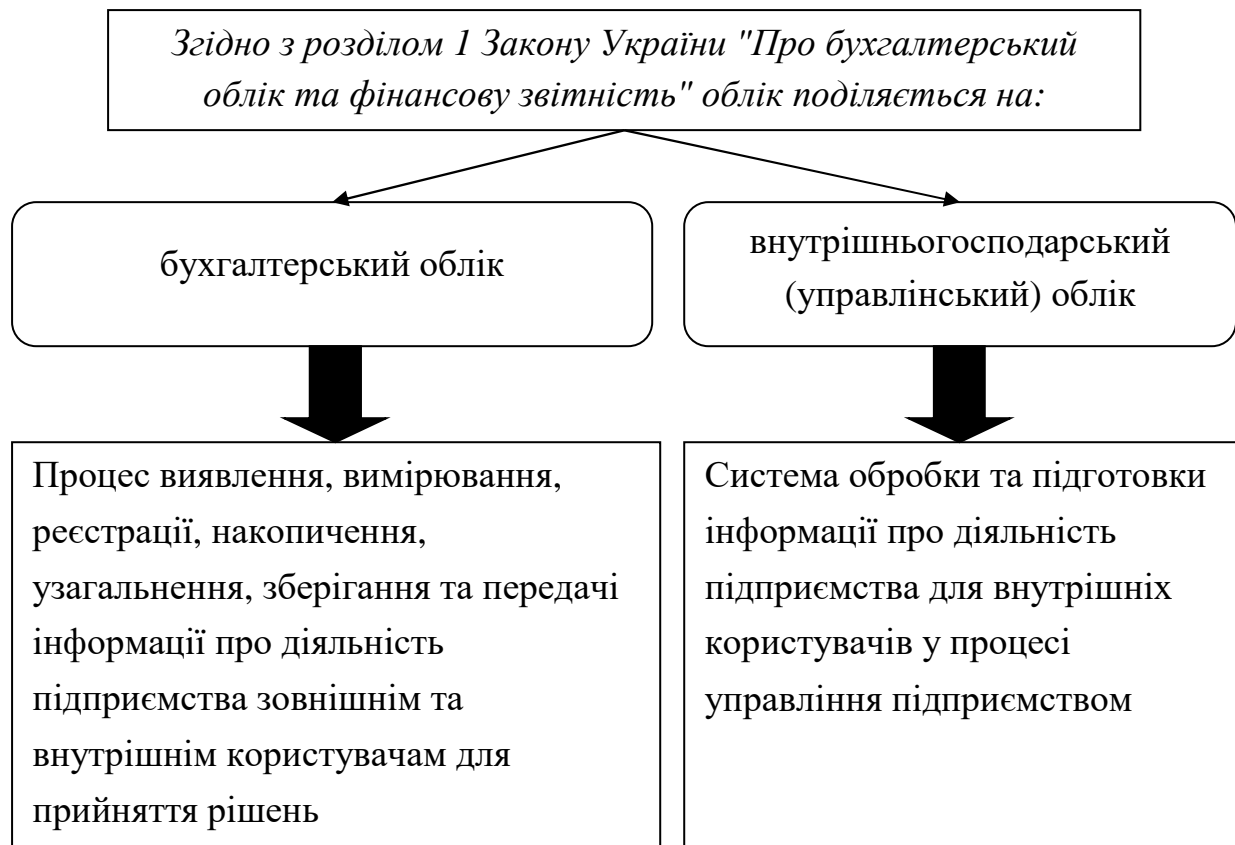 Згідно з розділом 1 Закону України "Про бухгалтерський
облік та фінансову звітність" облік поділяється на:
бухгалтерський облік
внутрішньогосподарський
(управлінський) облік
Процес виявлення, вимірювання,
реєстрації, накопичення,
узагальнення, зберігання та передачі
інформації про діяльність
підприємства зовнішнім та
внутрішнім користувачам для
прийняття рішень
Система обробки та підготовки
інформації про діяльність
підприємства для внутрішніх
користувачів у процесі
управління підприємством